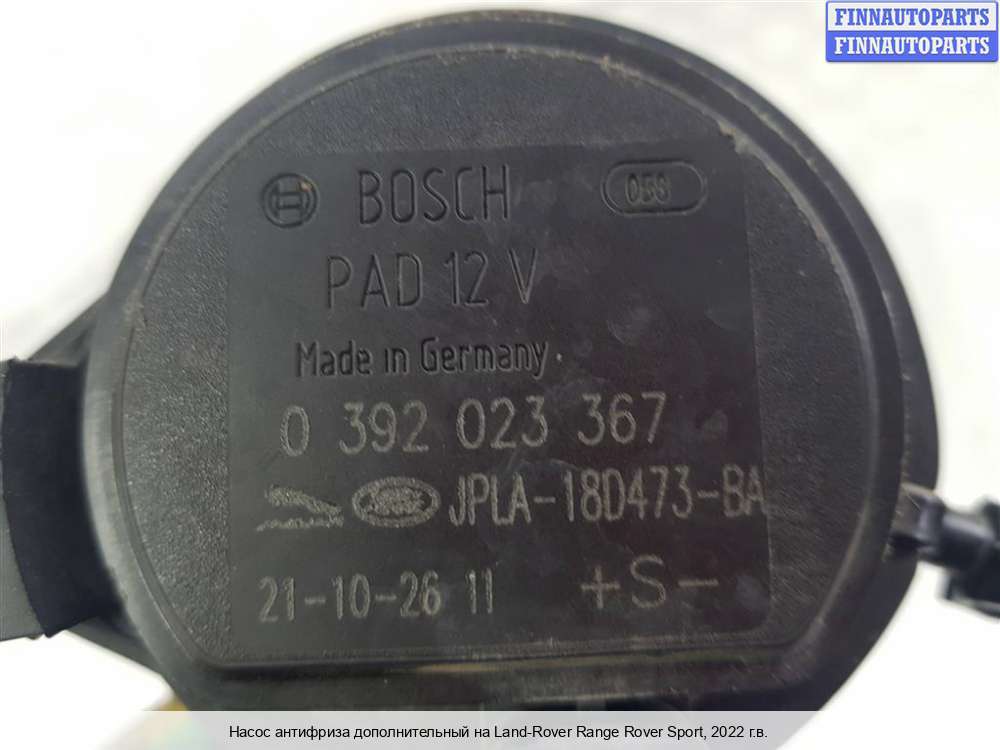 FINNAUTOPARTS
FINNAUTOPARTS
BOSCH
PAD 12 V
Made in Germany
0 392 023 367
JPLA-18D473-BA
21-10-26 11 +S-
Насос антифриза дополнительный на Land-Rover Range Rover Sport, 2022 г.в.